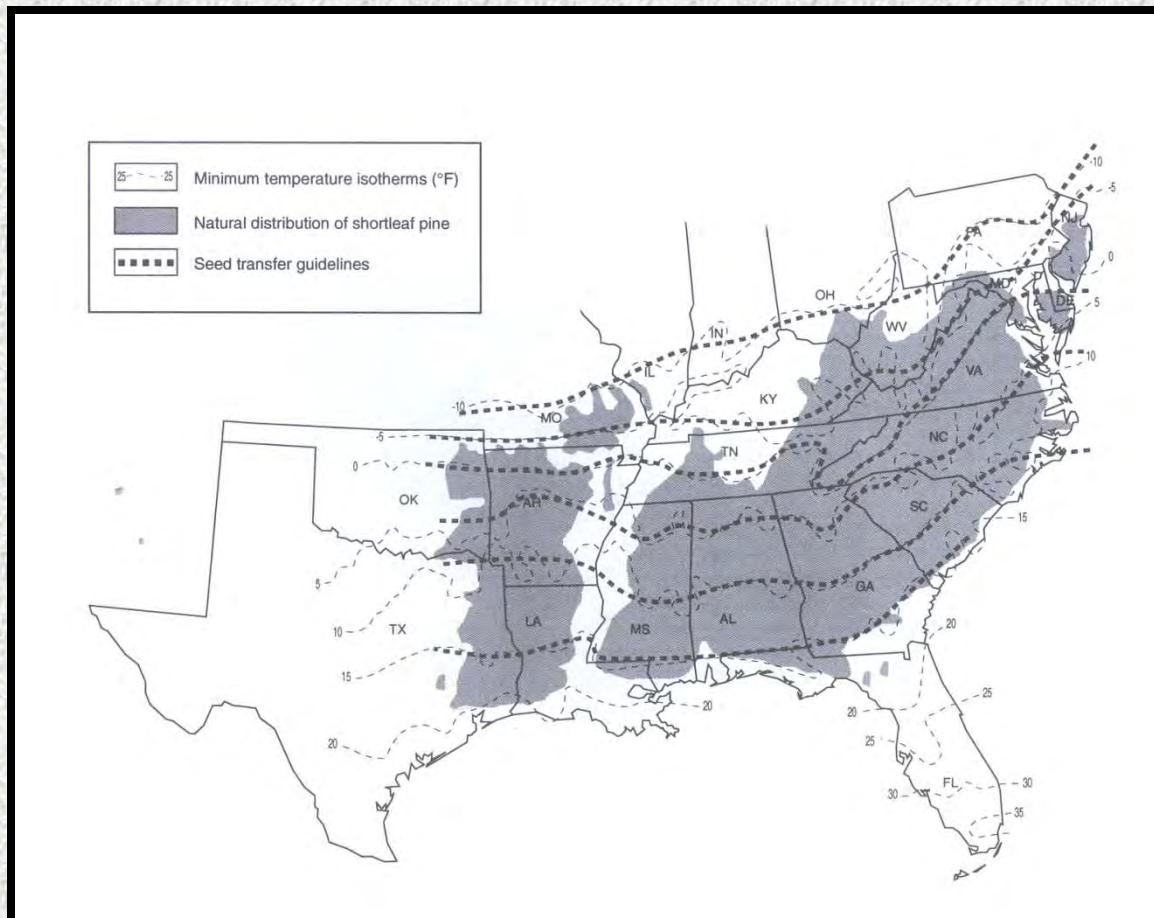 25 25 Minimum temperature isotherms (°F)
Natural distribution of shortleaf pine
Seed transfer guidelines
-10
-5
NJ
PA
0
MD
OH
DE
5
WV
IN
10
VA
IL
KY
-10
MO
NC
-5
TN
0
OK
AR
SC
15
5
GA
10
TX
LA
MS
AL
20
15
20
25
20
20
25
FL
30
30
35